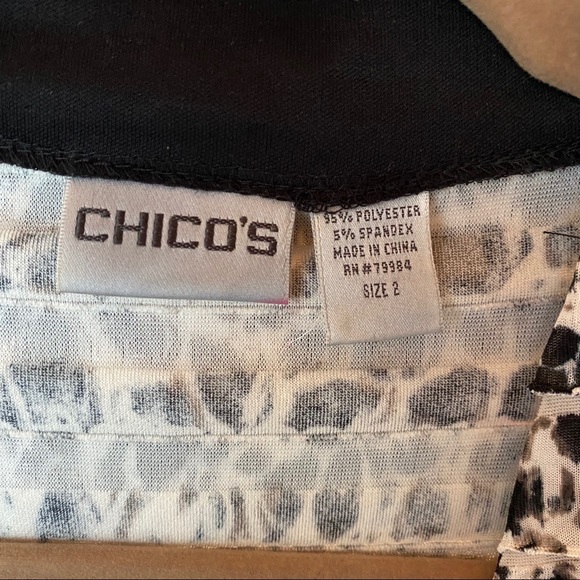 CHICO'S
95% POLYESTER
5% SPANDEX
MADE IN CHINA
RN#79984
SIZE 2